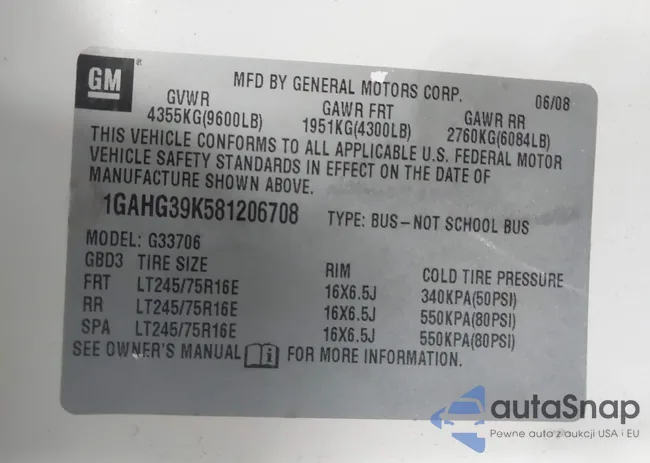 GM
MFD BY GENERAL MOTORS CORP. 06/08
GVWR GAWR FRT GAWR RR
4355KG(9600LB) 1951KG(4300LB) 2760KG(6084LB)
THIS VEHICLE CONFORMS TO ALL APPLICABLE U.S. FEDERAL MOTOR
VEHICLE SAFETY STANDARDS IN EFFECT ON THE DATE OF
MANUFACTURE SHOWN ABOVE.
1GAHG39K581206708 TYPE: BUS-NOT SCHOOL BUS
MODEL: G33706
GBD3 TIRE SIZE RIM COLD TIRE PRESSURE
FRT LT245/75R16E 16X6.5J 340KPA(50PSI)
RR LT245/75R16E 16X6.5J 550KPA(80PSI)
SPA LT245/75R16E 16X6.5J 550KPA(80PSI)
SEE OWNER'S MANUAL FOR MORE INFORMATION.
autaSnap
Pewne auto z aukcji USA i EU